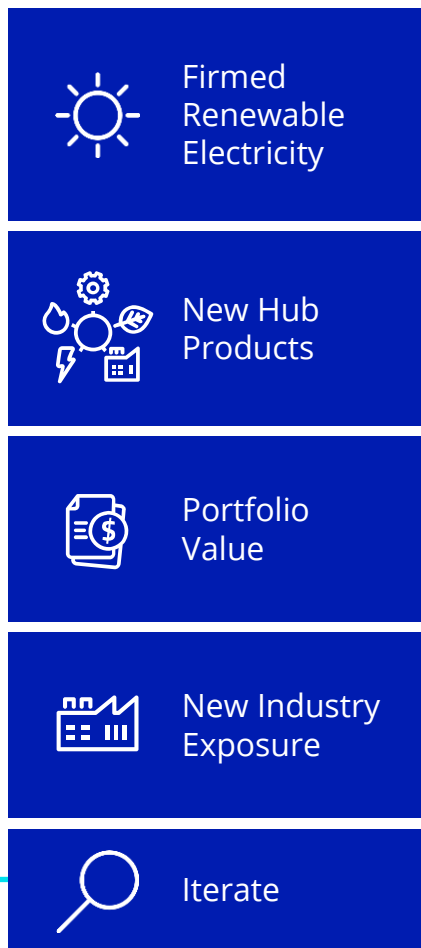 Firmed
Renewable
Electricity
New Hub
Products
$
Portfolio
Value
New Industry
Exposure
Iterate